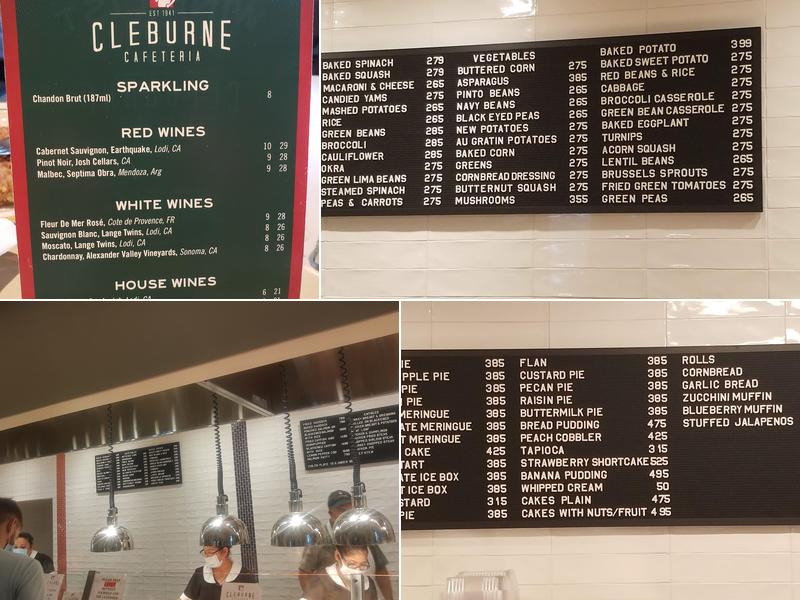 EST 1941
CLEBURNE
CAFETERIA
SPARKLING
Chandon Brut (187ml) 8
RED WINES
Cabernet Sauvignon, Earthquake, Lodi, CA 10 29
Pinot Noir, Josh Cellars, CA 9 28
Malbec, Septima Obra, Mendoza, Arg 9 28
WHITE WINES
Fleur De Mer Rosé, Cote de Provence, FR 9 28
Sauvignon Blanc, Lange Twins, Lodi, CA 8 26
Moscato, Lange Twins, Lodi, CA 8 26
Chardonnay, Alexander Valley Vineyards, Sonoma, CA 8 26
HOUSE WINES
Lodi, CA 6 21
BAKED SPINACH 279
BAKED SQUASH 279
MACARONI & CHEESE 265
CANDIED YAMS 275
MASHED POTATOES 265
RICE 265
GREEN BEANS 285
BROCCOLI 285
CAULIFLOWER 285
OKRA 275
GREEN LIMA BEANS 275
STEAMED SPINACH 275
PEAS & CARROTS 275
VEGETABLES
BUTTERED CORN 275
ASPARAGUS 385
PINTO BEANS 265
NAVY BEANS 265
BLACK EYED PEAS 265
NEW POTATOES 275
AU GRATIN POTATOES 275
BAKED CORN 275
GREENS 275
CORNBREAD DRESSING 275
BUTTERNUT SQUASH 275
MUSHROOMS 355
BAKED POTATO 399
BAKED SWEET POTATO 275
RED BEANS & RICE 275
CABBAGE 275
BROCCOLI CASSEROLE 275
GREEN BEAN CASSEROLE 275
BAKED EGGPLANT 275
TURNIPS 275
ACORN SQUASH 275
LENTIL BEANS 265
BRUSSELS SPROUTS 275
FRIED GREEN TOMATOES 275
GREEN PEAS 265
CLEBURNE
IE 385
PPLE PIE 385
PIE 385
PIE 385
MERINGUE 385
ATE MERINGUE 385
T MERINGUE 385
CAKE 425
TART 385
ATE ICE BOX 385
T ICE BOX 385
STARD 315
PIE 385
FLAN 385
CUSTARD PIE 385
PECAN PIE 385
RAISIN PIE 385
BUTTERMILK PIE 385
BREAD PUDDING 475
PEACH COBBLER 425
TAPIOCA 315
STRAWBERRY SHORTCAKE 525
BANANA PUDDING 495
WHIPPED CREAM 50
CAKES PLAIN 475
CAKES WITH NUTS/FRUIT 495
ROLLS
CORNBREAD
GARLIC BREAD
ZUCCHINI MUFFIN
BLUEBERRY MUFFIN
STUFFED JALAPENOS